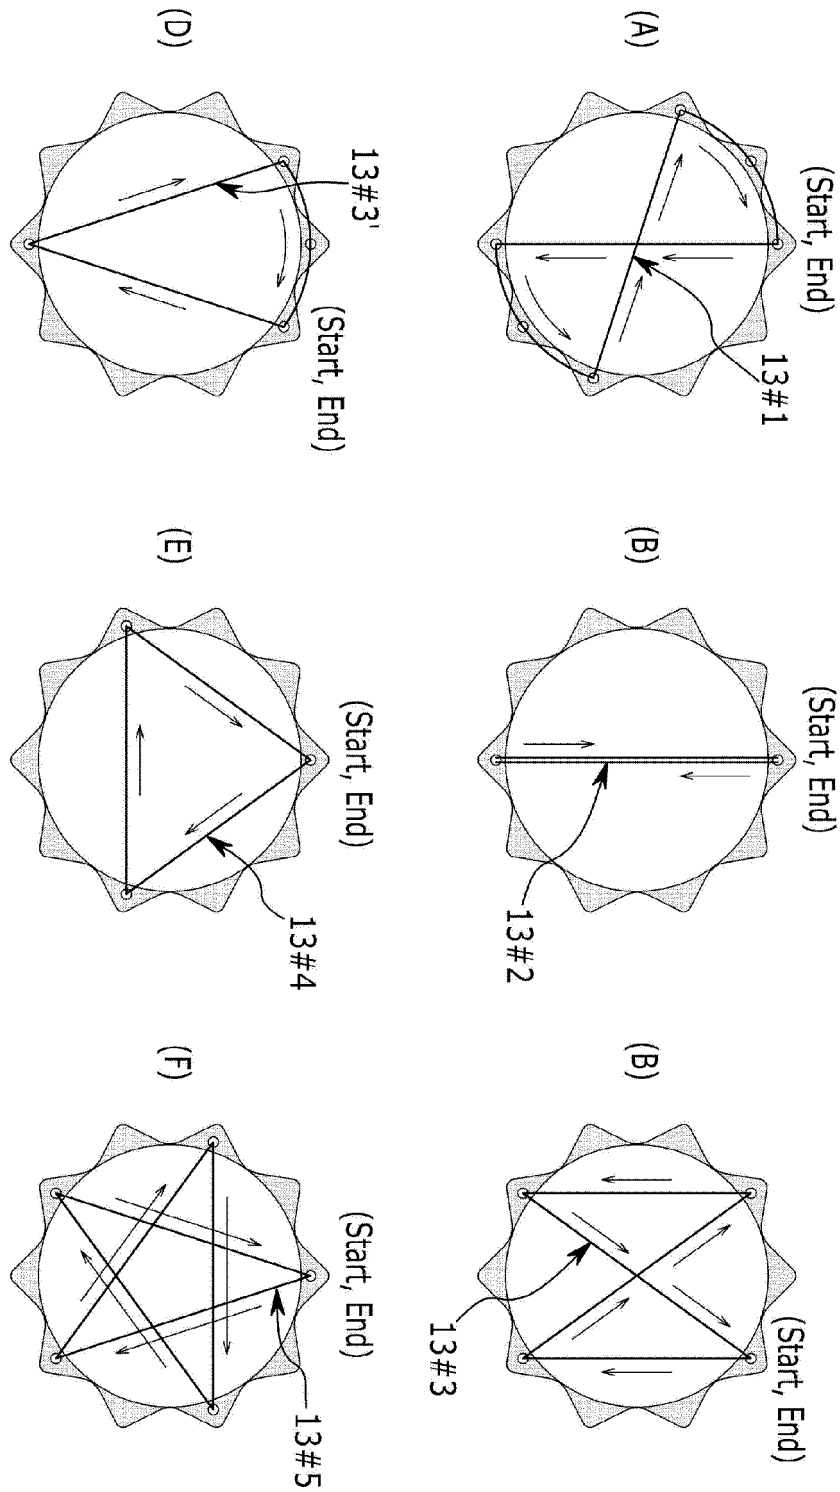 (A)
(Start, End)
13#1
(B)
(Start, End)
13#2
(B)
(Start, End)
13#3
(D)
13#3'
(Start, End)
(E)
(Start, End)
13#4
(F)
(Start, End)
13#5